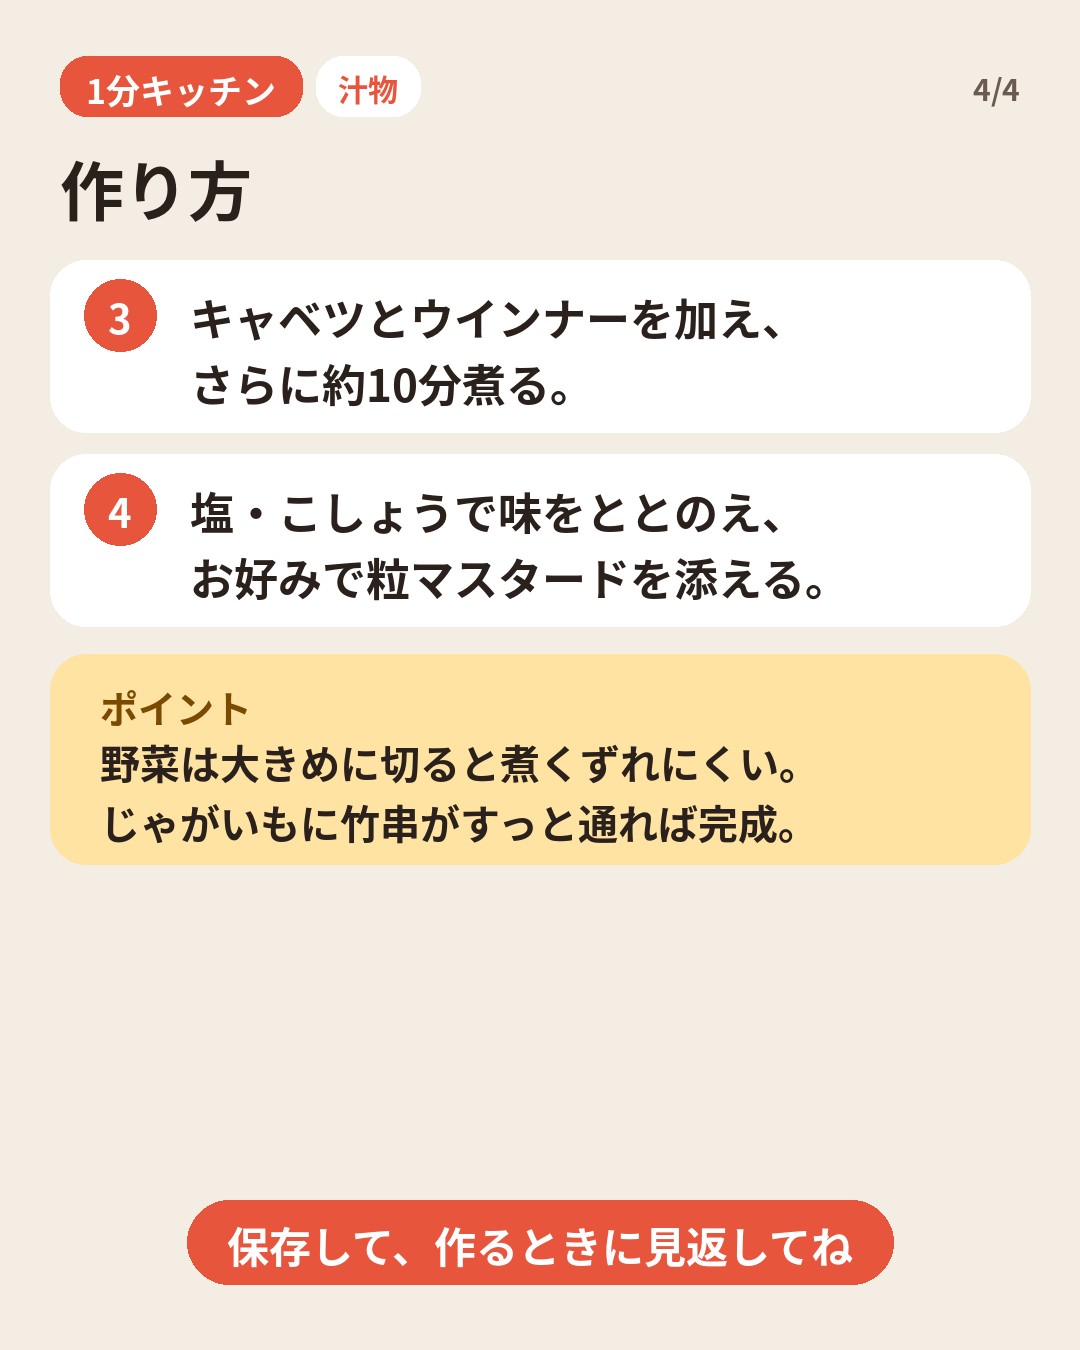 1分キッチン 汁物 4/4
作り方
3 キャベツとウインナーを加え、
さらに約10分煮る。
4 塩・こしょうで味をととのえ、
お好みで粒マスタードを添える。
ポイント
野菜は大きめに切ると煮くずれにくい。
じゃがいもに竹串がすっと通れば完成。
保存して、作るときに見返してね